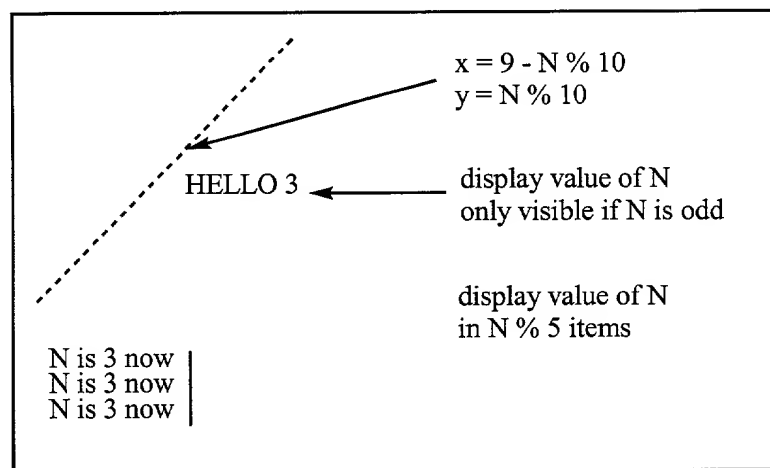 x = 9 - N % 10
y = N % 10
HELLO 3
display value of N
only visible if N is odd
display value of N
in N % 5 items
N is 3 now
N is 3 now
N is 3 now